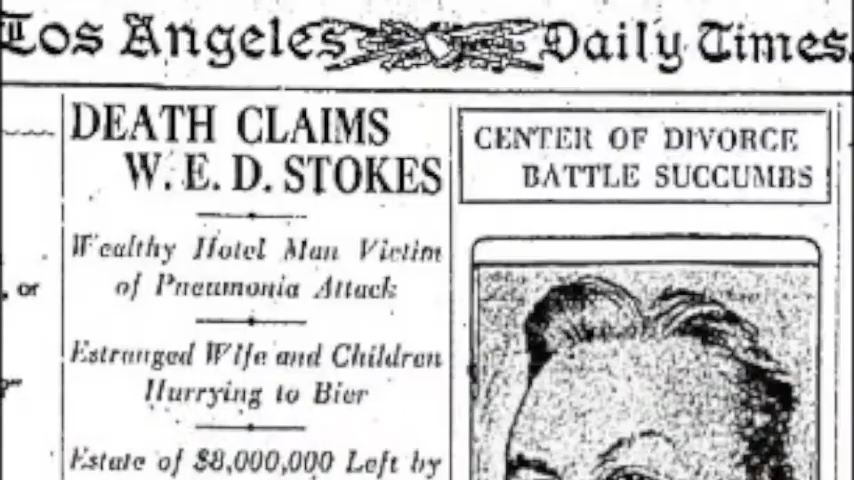 Los Angeles Daily Times.
DEATH CLAIMS
W. E. D. STOKES
Wealthy Hotel Man Victim
of Pneumonia Attack
Estranged Wife and Children
Hurrying to Bier
Estate of $8,000,000 Left by
CENTER OF DIVORCE
BATTLE SUCCUMBS
, or